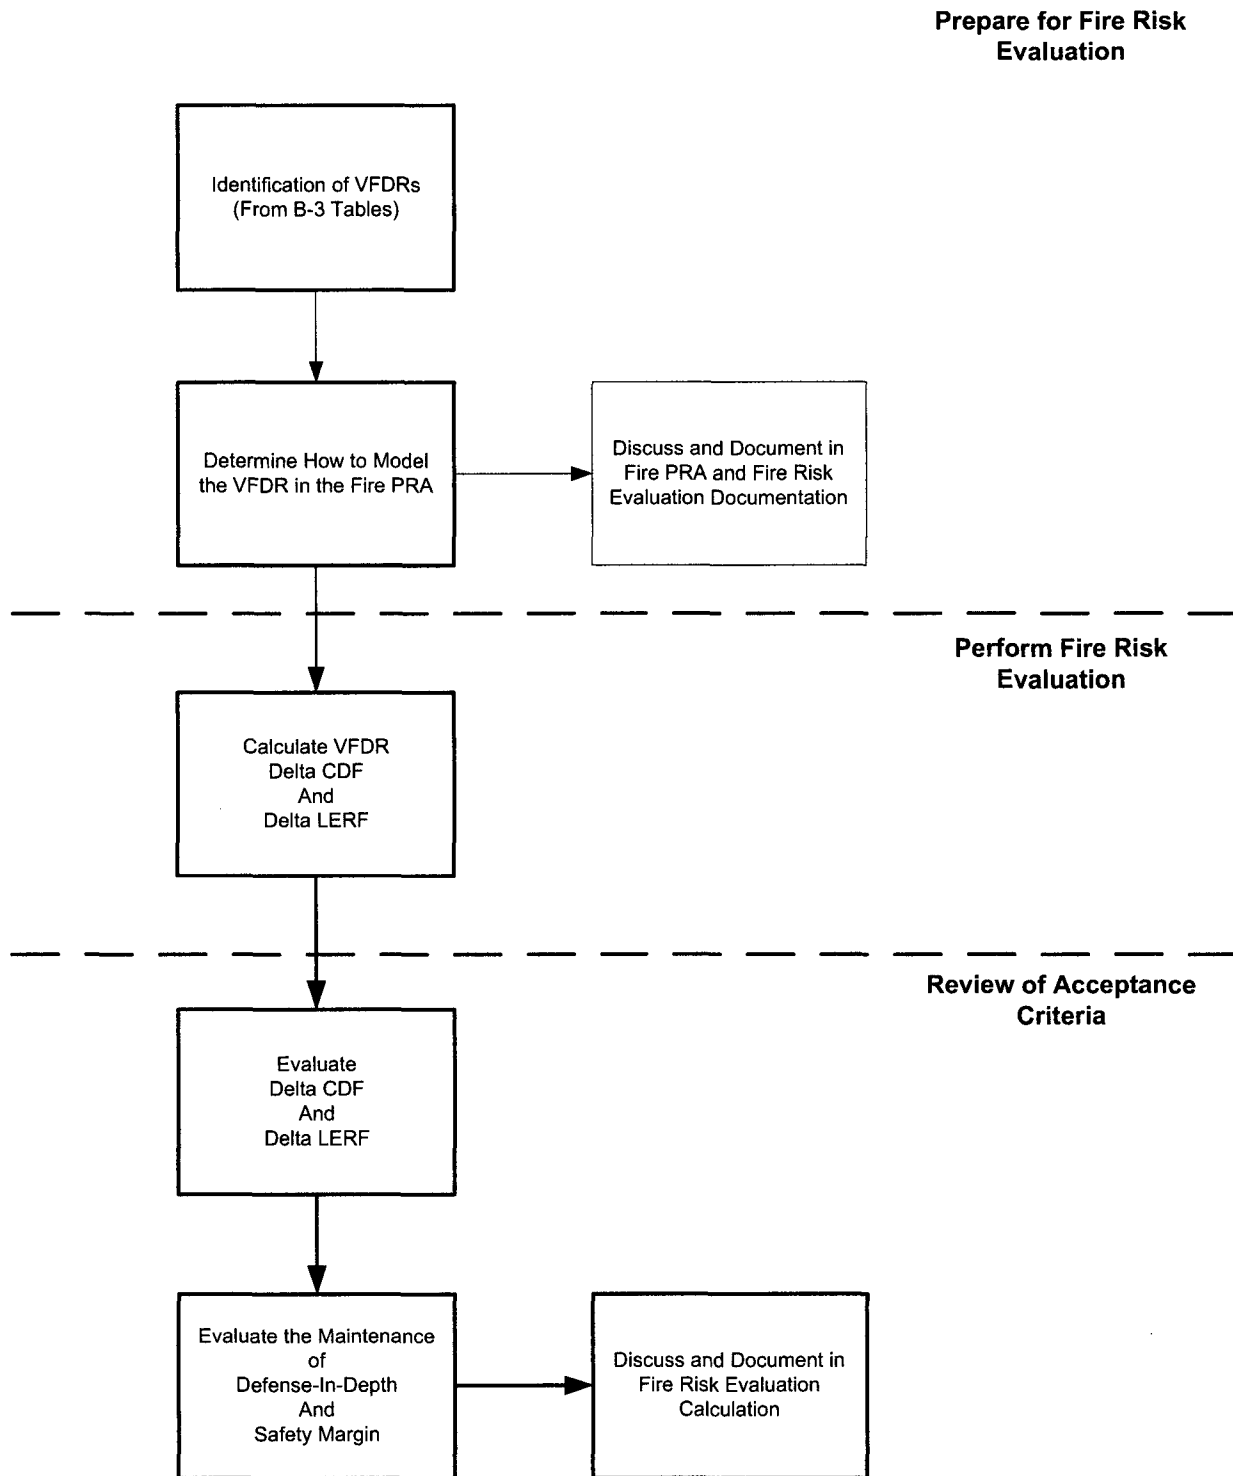 Prepare for Fire Risk
Evaluation
Identification of VFDRs
(From B-3 Tables)
Determine How to Model
the VFDR in the Fire PRA
Discuss and Document in
Fire PRA and Fire Risk
Evaluation Documentation
Perform Fire Risk
Evaluation
Calculate VFDR
Delta CDF
And
Delta LERF
Review of Acceptance
Criteria
Evaluate
Delta CDF
And
Delta LERF
Evaluate the Maintenance
of
Defense-In-Depth
And
Safety Margin
Discuss and Document in
Fire Risk Evaluation
Calculation